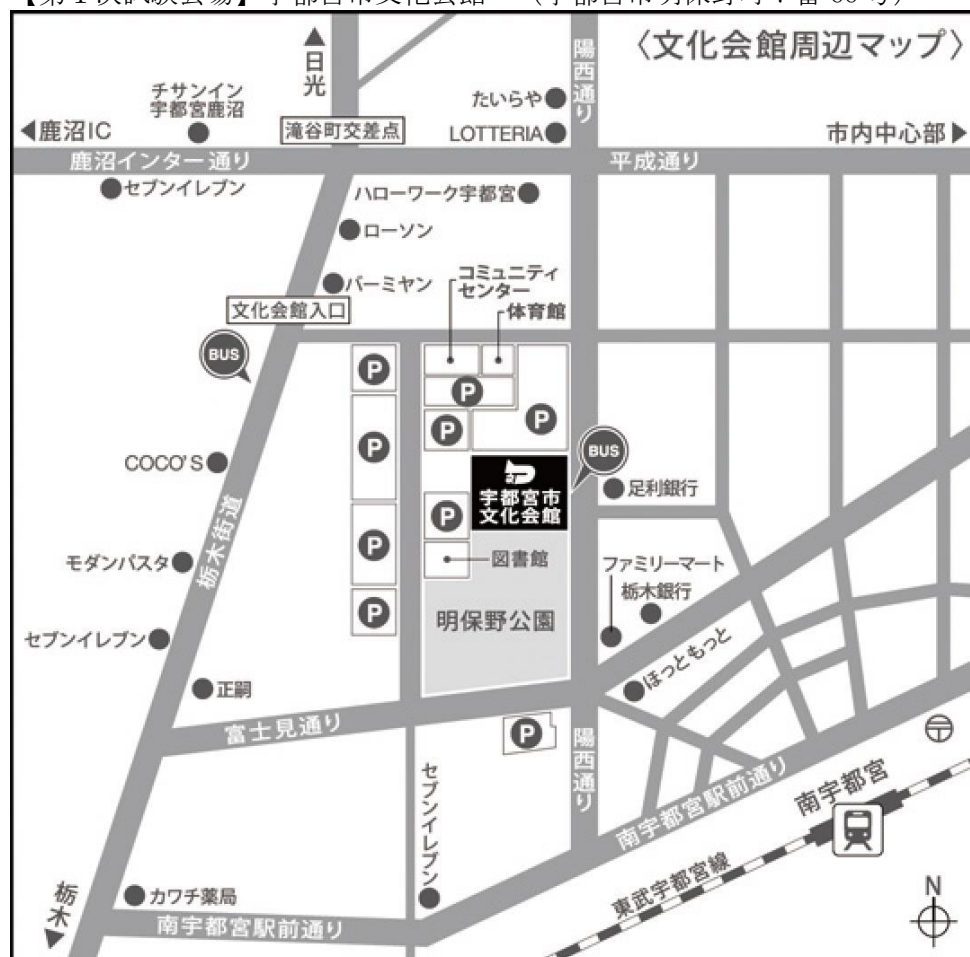 〈文化会館周辺マップ〉
▲日光
陽西通り
チサンイン
宇都宮鹿沼
たいらや
◀鹿沼IC
滝谷町交差点
LOTTERIA
市内中心部▶
鹿沼インター通り
平成通り
セブンイレブン
ハローワーク宇都宮
ローソン
バーミヤン
コミュニティ
センター
体育館
文化会館入口
BUS
P
P
P
P
P
BUS
COCO'S
宇都宮市
文化会館
足利銀行
P
P
栃木街道
モダンパスタ
図書館
ファミリーマート
栃木銀行
P
明保野公園
セブンイレブン
ほっともっと
正嗣
富士見通り
P
陽西通り
セブンイレブン
南宇都宮駅前通り
南宇都宮
〒
東武宇都宮線
カワチ薬局
栃木▼
南宇都宮駅前通り
N